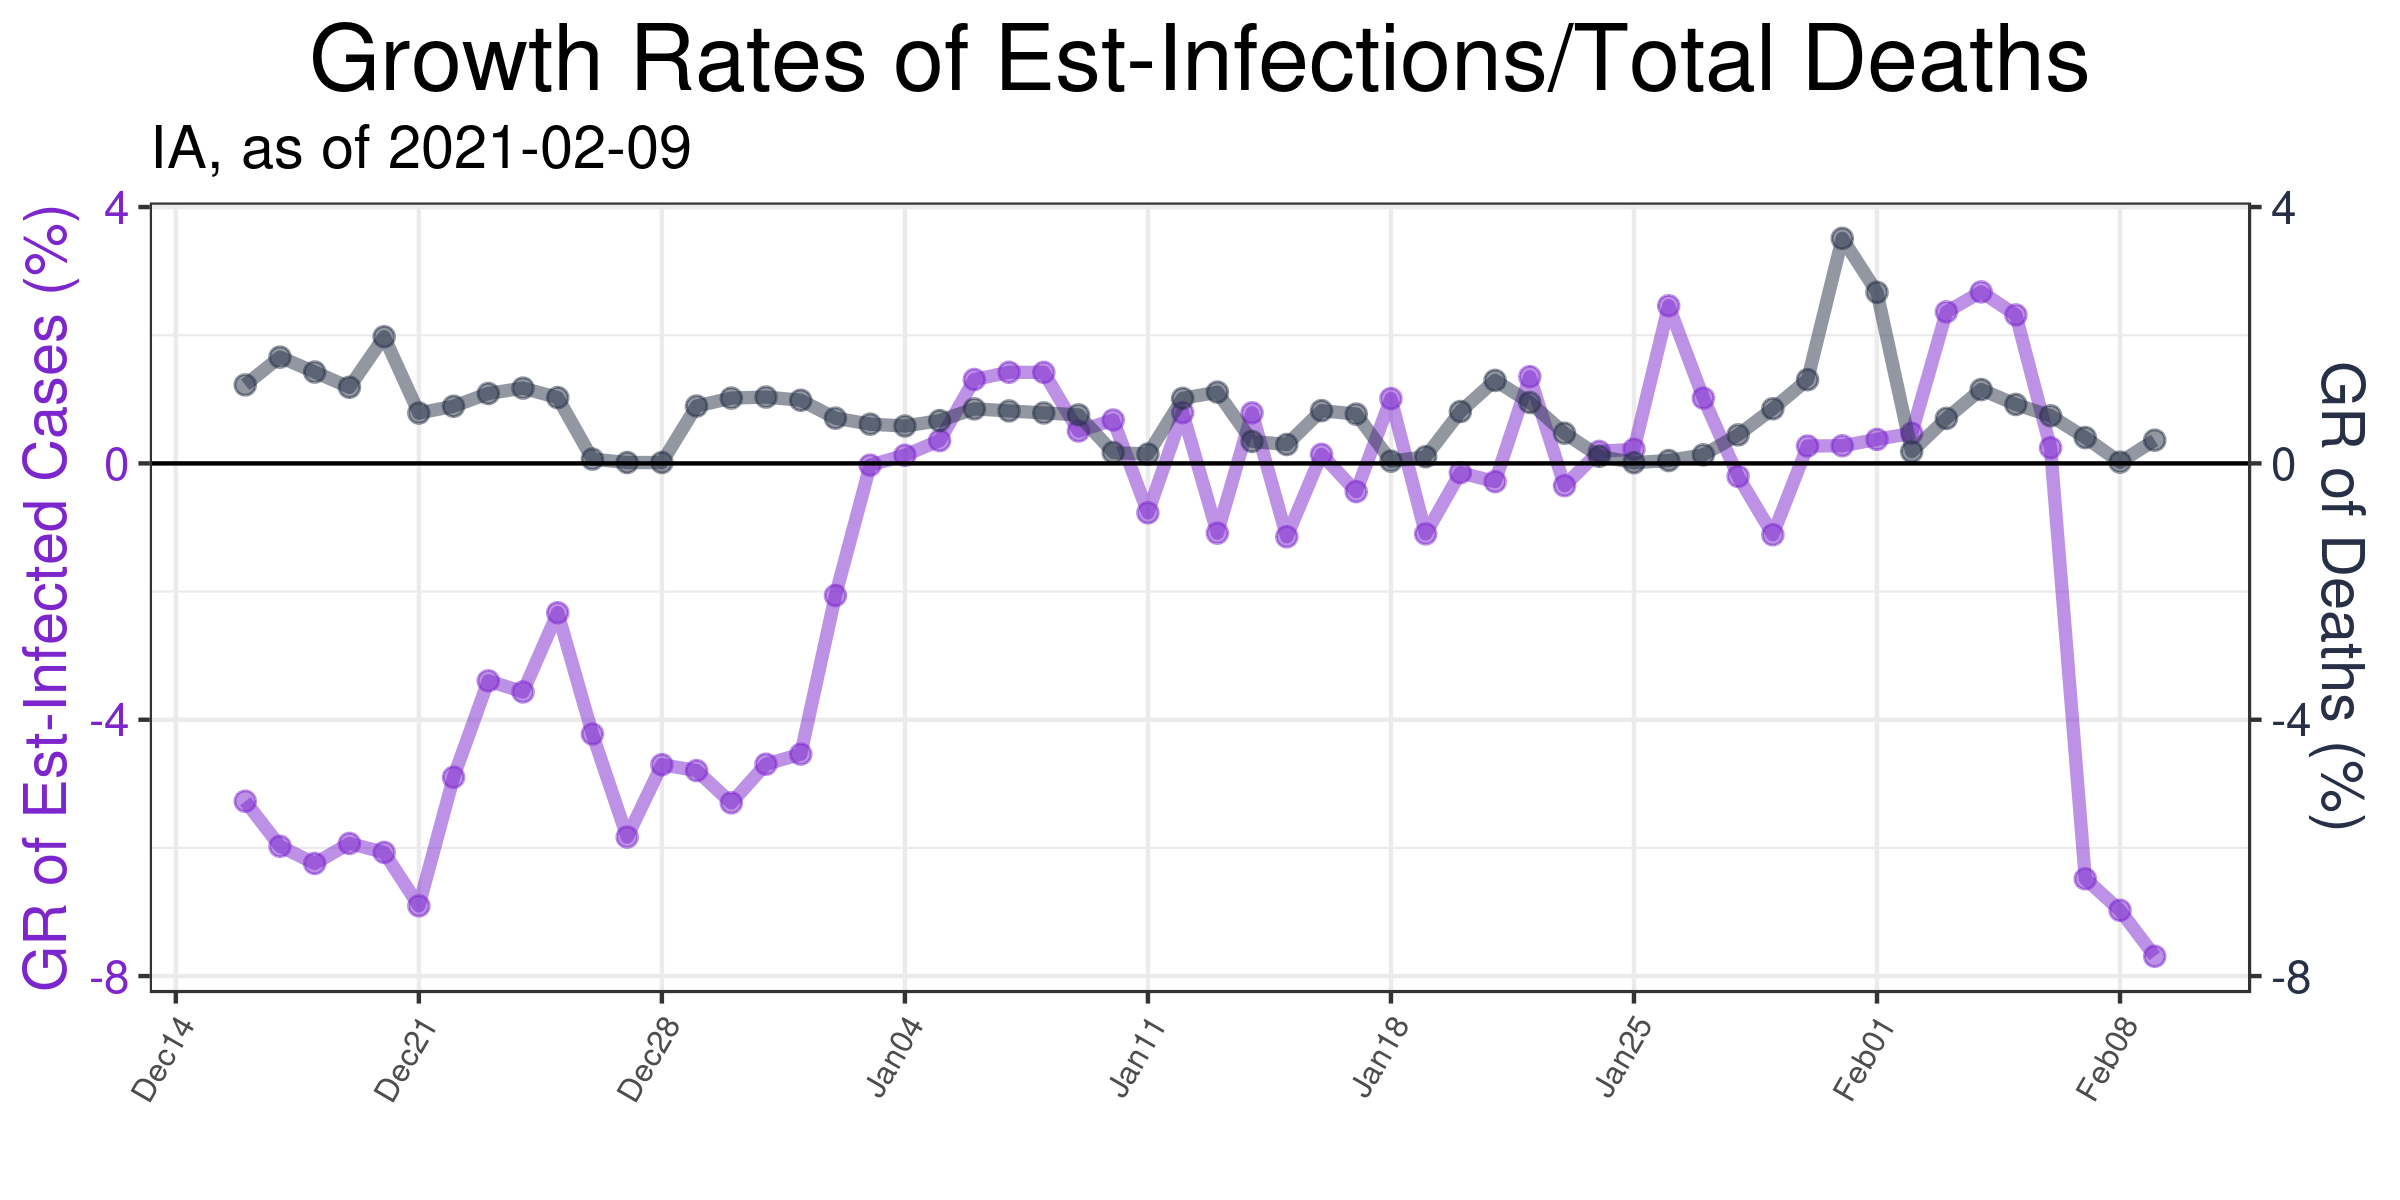 Growth Rates of Est-Infections/Total Deaths
IA, as of 2021-02-09
GR of Est-Infected Cases (%)
4
0
-4
-8
4
0
-4
-8
GR of Deaths (%)
Dec14
Dec21
Dec28
Jan04
Jan11
Jan18
Jan25
Feb01
Feb08